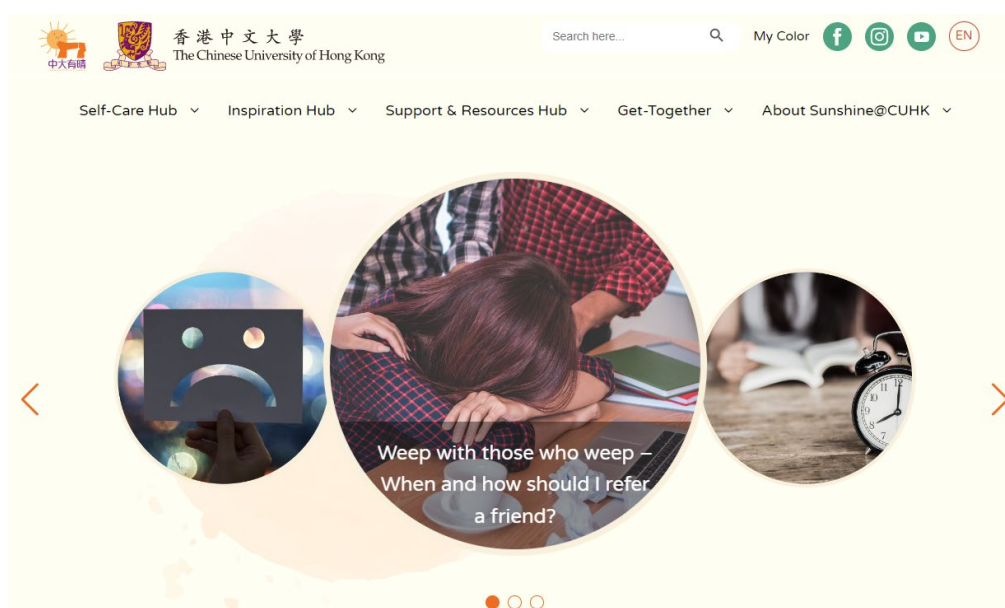 中大有晴
香港中文大學
The Chinese University of Hong Kong
Search here...
My Color
EN
Self-Care Hub
Inspiration Hub
Support & Resources Hub
Get-Together
About Sunshine@CUHK
Weep with those who weep –
When and how should I refer
a friend?